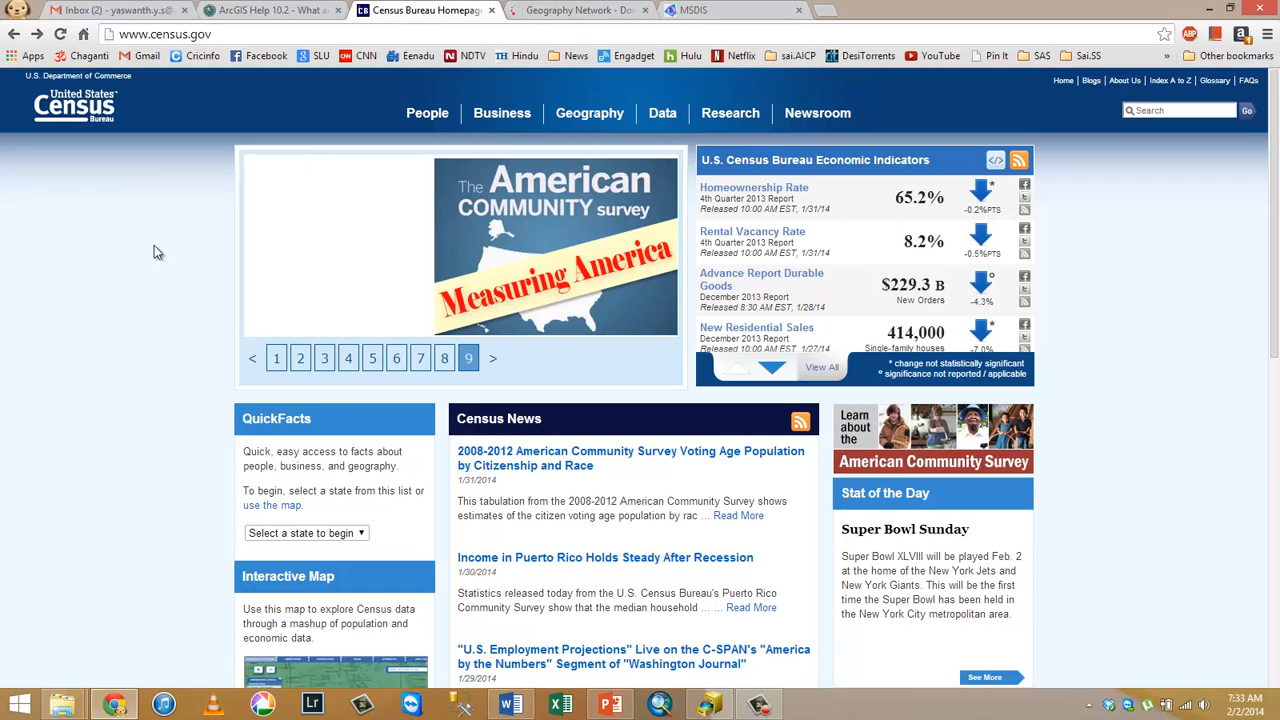 Inbox (2) - yaswanth.y.s@
ArcGIS Help 10.2 - What a
Census Bureau Homepage
Geography Network - Do
MSDIS
www.census.gov
Apps Chaganti Gmail Cricinfo Facebook SLU CNN Eenadu NDTV Hindu News Engadget Hulu Netflix sai.AICP DesiTorrents YouTube Pin It SAS Sai.SS » Other bookmarks
U.S. Department of Commerce
Home | Blogs | About Us | Index A to Z | Glossary | FAQs
United States™
Census
Bureau
People Business Geography Data Research Newsroom
Search Go
The American
COMMUNITY survey
Measuring America
< 1 2 3 4 5 6 7 8 9 >
U.S. Census Bureau Economic Indicators </>
Homeownership Rate
4th Quarter 2013 Report
Released 10:00 AM EST, 1/31/14
65.2%
*
-0.2%PTS
Rental Vacancy Rate
4th Quarter 2013 Report
Released 10:00 AM EST, 1/31/14
8.2%
-0.5%PTS
Advance Report Durable
Goods
December 2013 Report
Released 8:30 AM EST, 1/28/14
$229.3 B
New Orders
°
-4.3%
New Residential Sales
December 2013 Report
Released 10:00 AM EST, 1/27/14
414,000
Single-family houses
*
-7.0%
View All
* change not statistically significant
° significance not reported / applicable
QuickFacts
Quick, easy access to facts about
people, business, and geography.
To begin, select a state from this list or
use the map.
Select a state to begin
Interactive Map
Use this map to explore Census data
through a mashup of population and
economic data.
Census News
2008-2012 American Community Survey Voting Age Population
by Citizenship and Race
1/31/2014
This tabulation from the 2008-2012 American Community Survey shows
estimates of the citizen voting age population by rac ... Read More
Income in Puerto Rico Holds Steady After Recession
1/30/2014
Statistics released today from the U.S. Census Bureau's Puerto Rico
Community Survey show that the median household ... ... Read More
"U.S. Employment Projections" Live on the C-SPAN's "America
by the Numbers" Segment of "Washington Journal"
1/29/2014
Learn
about
the
American Community Survey
Stat of the Day
Super Bowl Sunday
Super Bowl XLVIII will be played Feb. 2
at the home of the New York Jets and
New York Giants. This will be the first
time the Super Bowl has been held in
the New York City metropolitan area.
See More
7:33 AM
2/2/2014